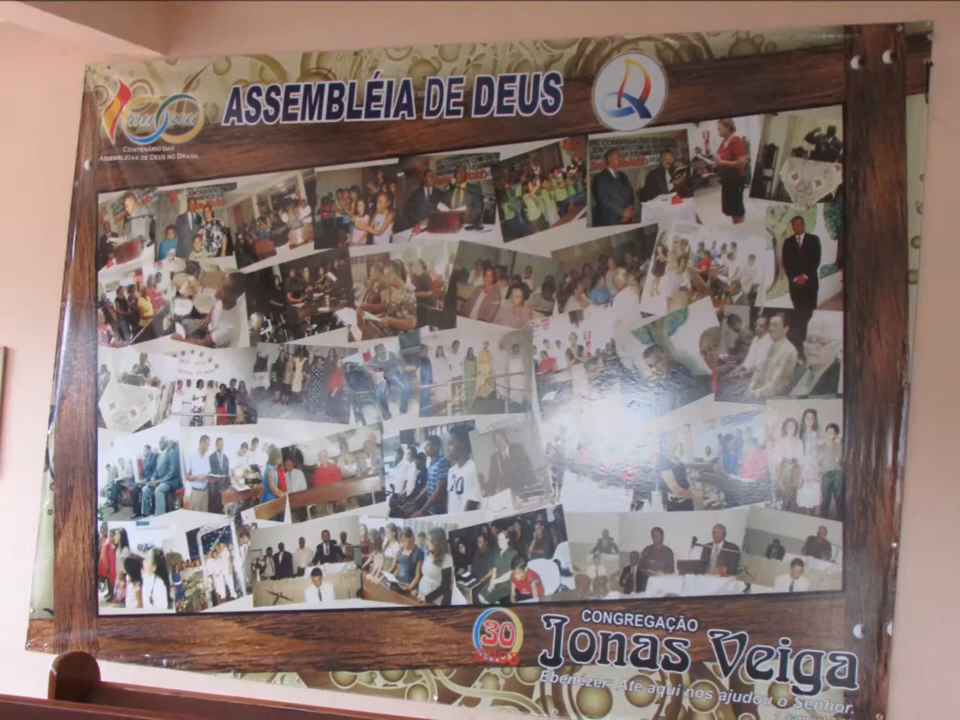 ASSEMBLÉIA DE DEUS
CENTENÁRIO DAS
ASSEMBLÉIAS DE DEUS NO BRASIL
30
ANOS
CONGREGAÇÃO
Jonas Veiga
Ebenézer: Até aqui nos ajudou o Senhor.